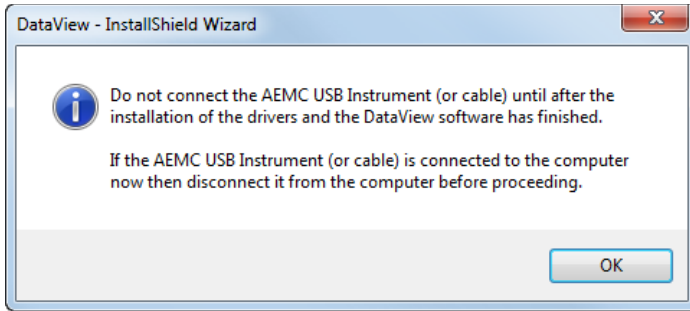 DataView - InstallShield Wizard
Do not connect the AEMC USB Instrument (or cable) until after the
installation of the drivers and the DataView software has finished.
If the AEMC USB Instrument (or cable) is connected to the computer
now then disconnect it from the computer before proceeding.
OK